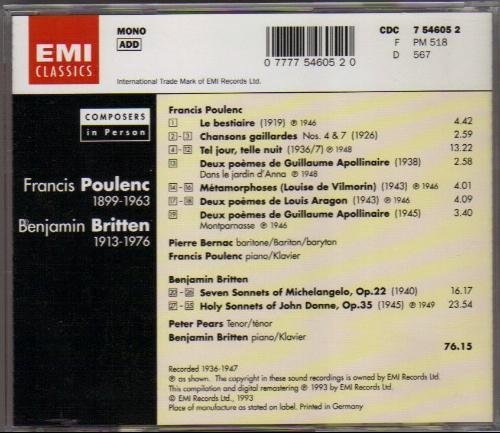 EMI
CLASSICS
MONO
ADD
0 7777 54605 2 0
CDC 7 54605 2
F PM 518
D 567
International Trade Mark of EMI Records Ltd.
COMPOSERS
in Person
Francis Poulenc
1899-1963
Benjamin Britten
1913-1976
Francis Poulenc
1 Le bestiaire (1919) ℗ 1946 4.42
2 - 3 Chansons gaillardes Nos. 4 & 7 (1926) 2.59
4 - 12 Tel jour, telle nuit (1936/7) ℗ 1948 13.22
13 Deux poèmes de Guillaume Apollinaire (1938) 2.58
Dans le jardin d'Anna ℗ 1948
14 - 16 Métamorphoses (Louise de Vilmorin) (1943) ℗ 1946 4.01
17 - 18 Deux poèmes de Louis Aragon (1943) ℗ 1946 4.09
19 Deux poèmes de Guillaume Apollinaire (1945) 3.40
Montparnasse ℗ 1946
Pierre Bernac baritone/Bariton/baryton
Francis Poulenc piano/Klavier
Benjamin Britten
20 - 26 Seven Sonnets of Michelangelo, Op.22 (1940) 16.17
27 - 35 Holy Sonnets of John Donne, Op.35 (1945) ℗ 1949 23.54
Peter Pears Tenor/ténor
Benjamin Britten piano/Klavier
76.15
Recorded 1936-1947
℗ as shown. The copyright in these sound recordings is owned by EMI Records Ltd.
This compilation and digital remastering ℗ 1993 by EMI Records Ltd.
© EMI Records Ltd., 1993
Place of manufacture as stated on label. Printed in Germany